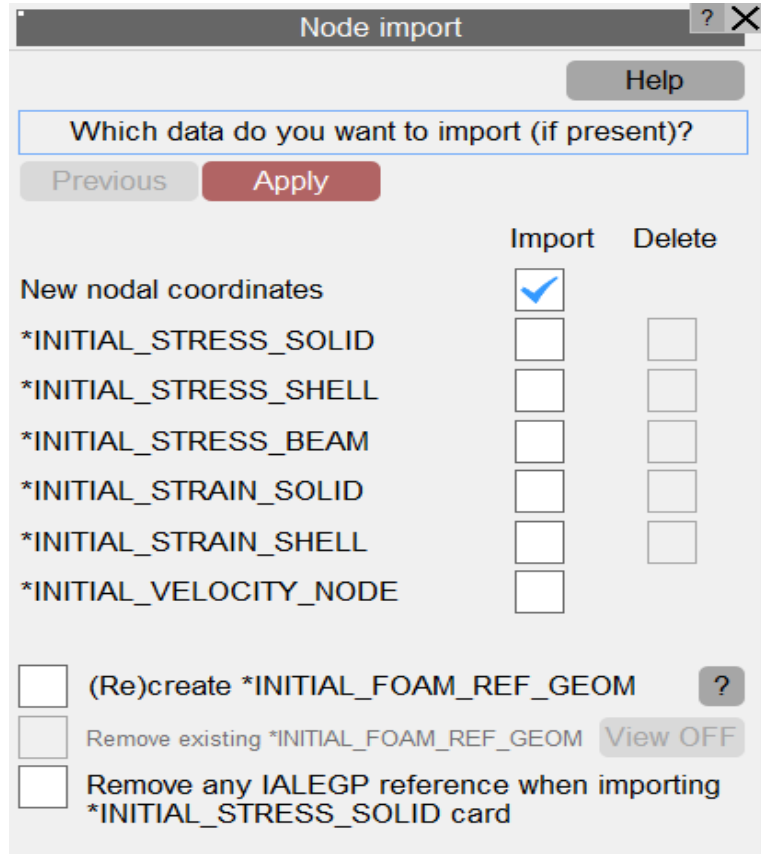 Node import ?
Help
Which data do you want to import (if present)?
Previous Apply
Import Delete
New nodal coordinates
*INITIAL_STRESS_SOLID
*INITIAL_STRESS_SHELL
*INITIAL_STRESS_BEAM
*INITIAL_STRAIN_SOLID
*INITIAL_STRAIN_SHELL
*INITIAL_VELOCITY_NODE
(Re)create *INITIAL_FOAM_REF_GEOM ?
Remove existing *INITIAL_FOAM_REF_GEOM View OFF
Remove any IALEGP reference when importing
*INITIAL_STRESS_SOLID card